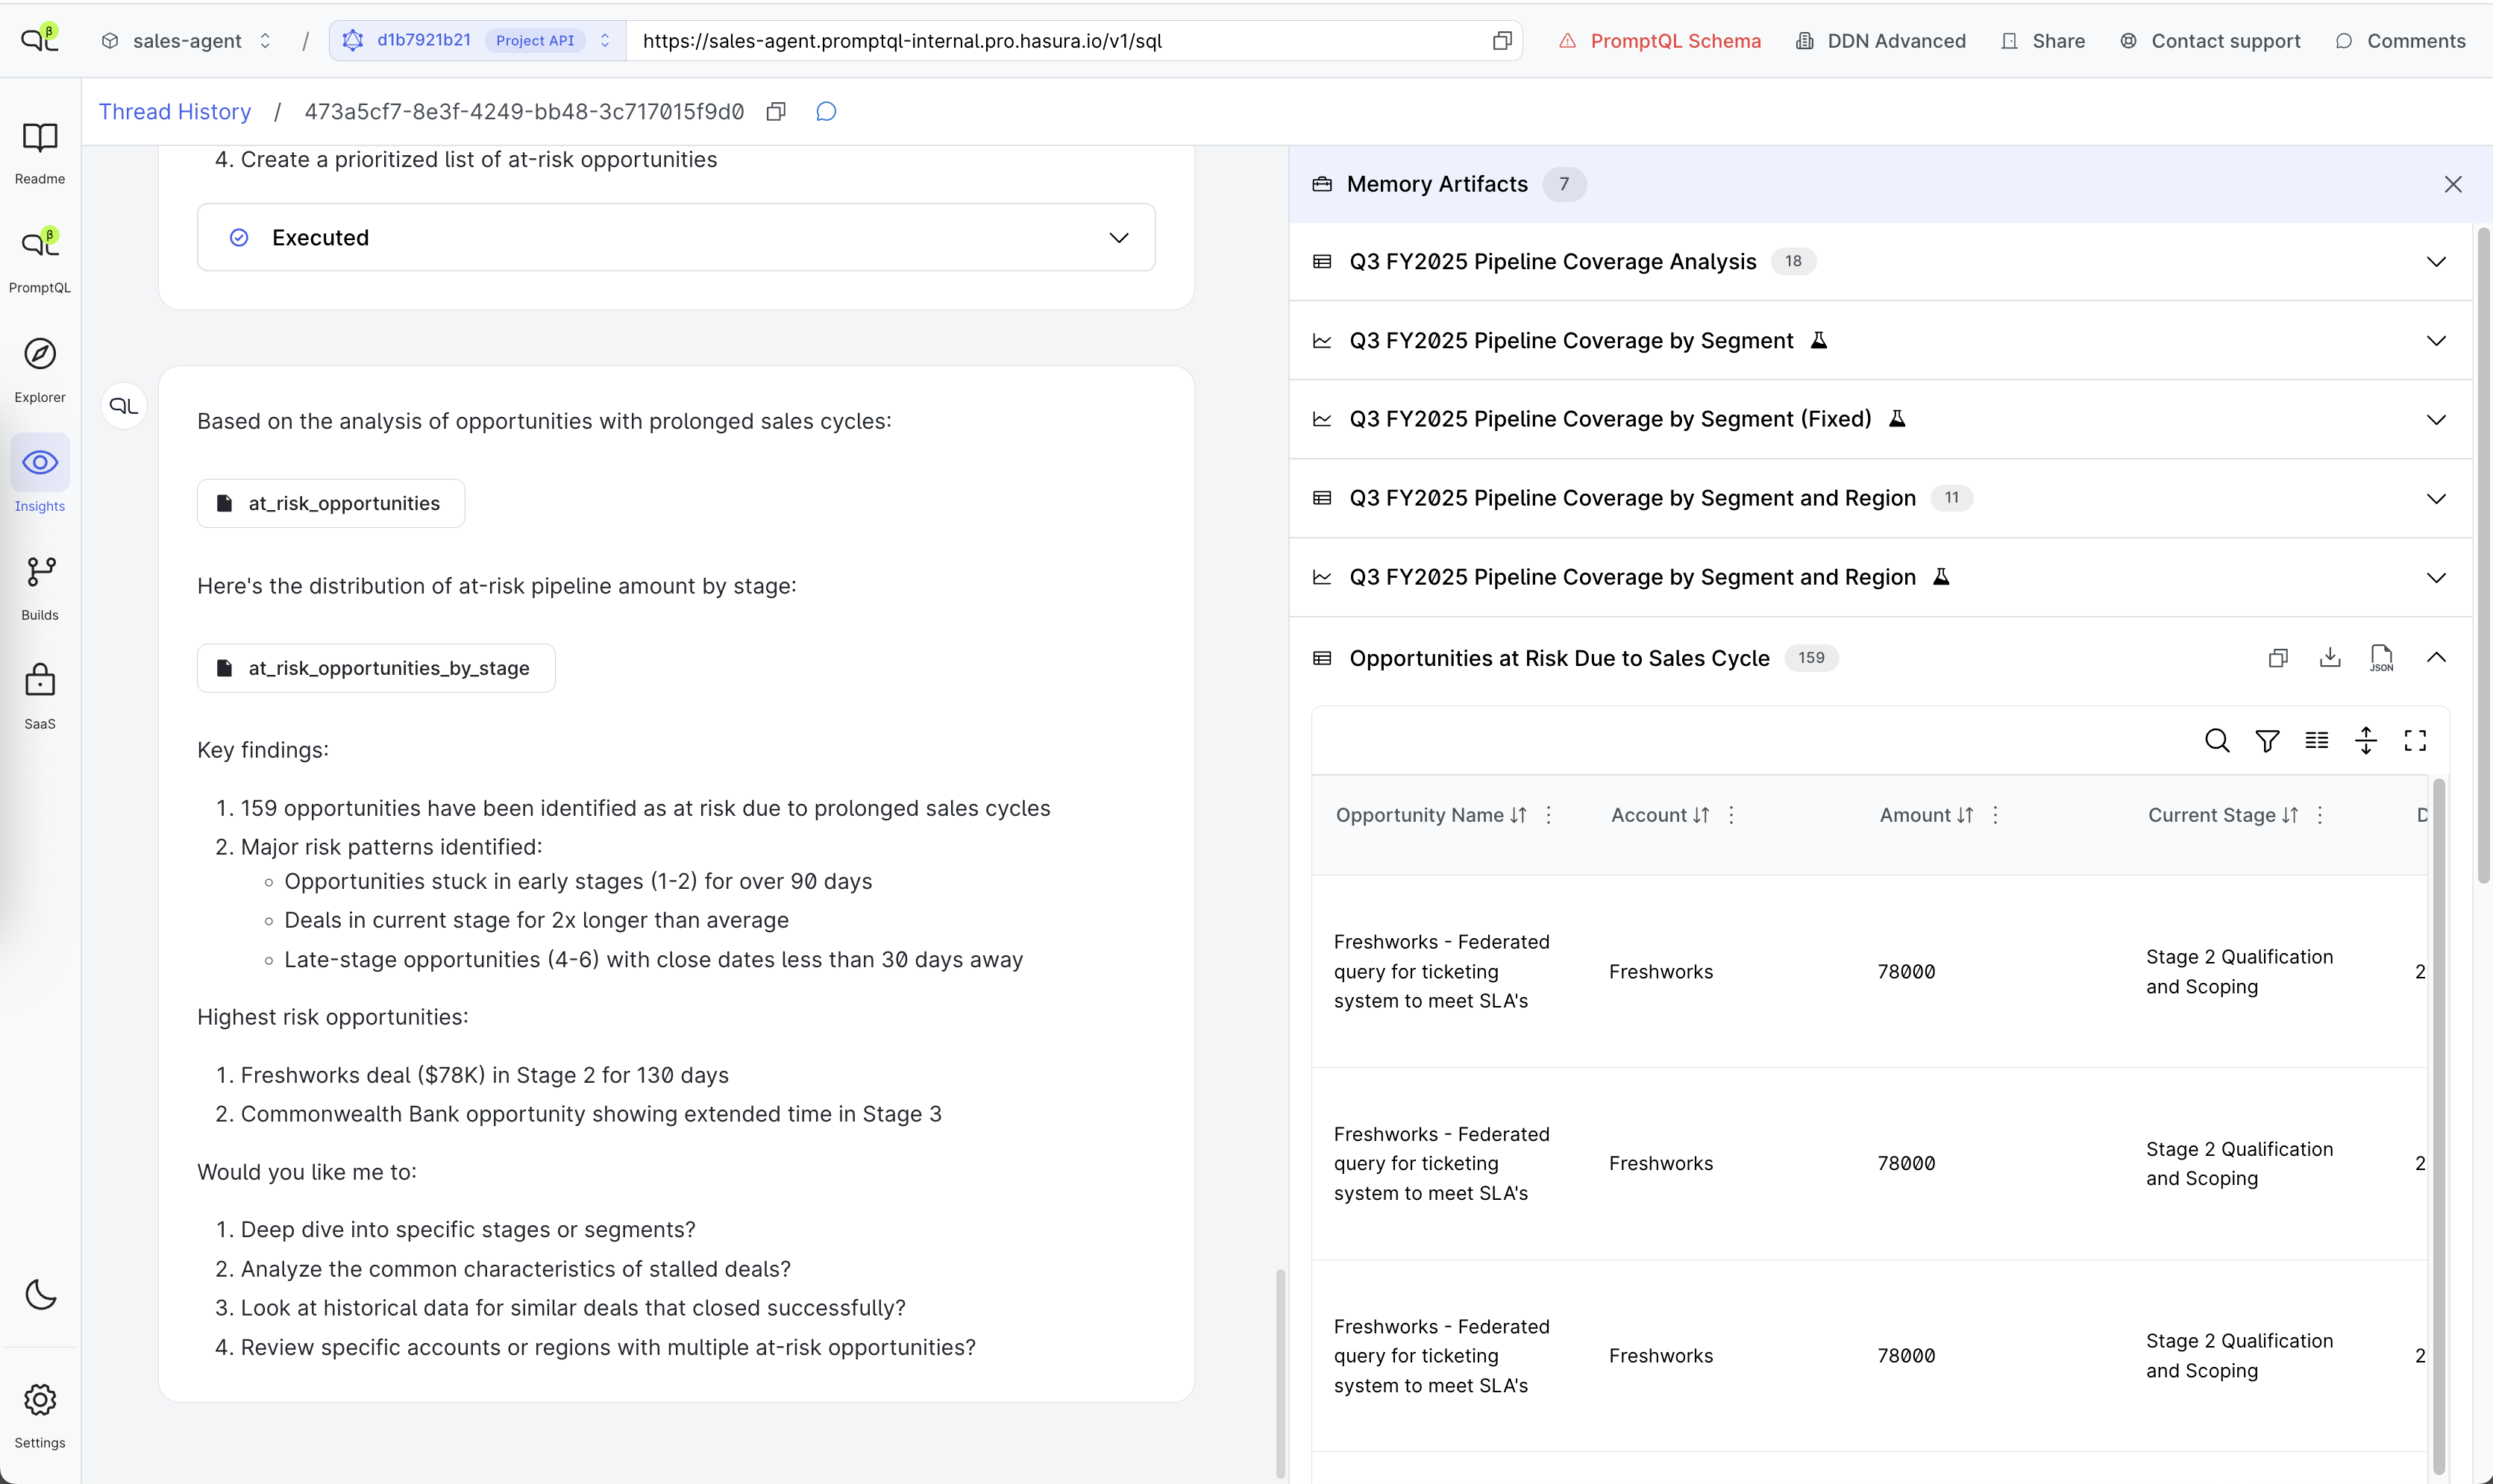 β
sales-agent
/
d1b7921b21
Project API
https://sales-agent.promptql-internal.pro.hasura.io/v1/sql
PromptQL Schema
DDN Advanced
Share
Contact support
Comments
Readme
β
PromptQL
Explorer
Insights
Builds
SaaS
Settings
Thread History / 473a5cf7-8e3f-4249-bb48-3c717015f9d0
4. Create a prioritized list of at-risk opportunities
Executed
Based on the analysis of opportunities with prolonged sales cycles:
at_risk_opportunities
Here's the distribution of at-risk pipeline amount by stage:
at_risk_opportunities_by_stage
Key findings:
1. 159 opportunities have been identified as at risk due to prolonged sales cycles
2. Major risk patterns identified:
Opportunities stuck in early stages (1-2) for over 90 days
Deals in current stage for 2x longer than average
Late-stage opportunities (4-6) with close dates less than 30 days away
Highest risk opportunities:
1. Freshworks deal ($78K) in Stage 2 for 130 days
2. Commonwealth Bank opportunity showing extended time in Stage 3
Would you like me to:
1. Deep dive into specific stages or segments?
2. Analyze the common characteristics of stalled deals?
3. Look at historical data for similar deals that closed successfully?
4. Review specific accounts or regions with multiple at-risk opportunities?
Memory Artifacts 7
Q3 FY2025 Pipeline Coverage Analysis 18
Q3 FY2025 Pipeline Coverage by Segment
Q3 FY2025 Pipeline Coverage by Segment (Fixed)
Q3 FY2025 Pipeline Coverage by Segment and Region 11
Q3 FY2025 Pipeline Coverage by Segment and Region
Opportunities at Risk Due to Sales Cycle 159
JSON
Opportunity Name
Account
Amount
Current Stage
Freshworks - Federated
query for ticketing
system to meet SLA's
Freshworks
78000
Stage 2 Qualification
and Scoping
2
Freshworks - Federated
query for ticketing
system to meet SLA's
Freshworks
78000
Stage 2 Qualification
and Scoping
2
Freshworks - Federated
query for ticketing
system to meet SLA's
Freshworks
78000
Stage 2 Qualification
and Scoping
2